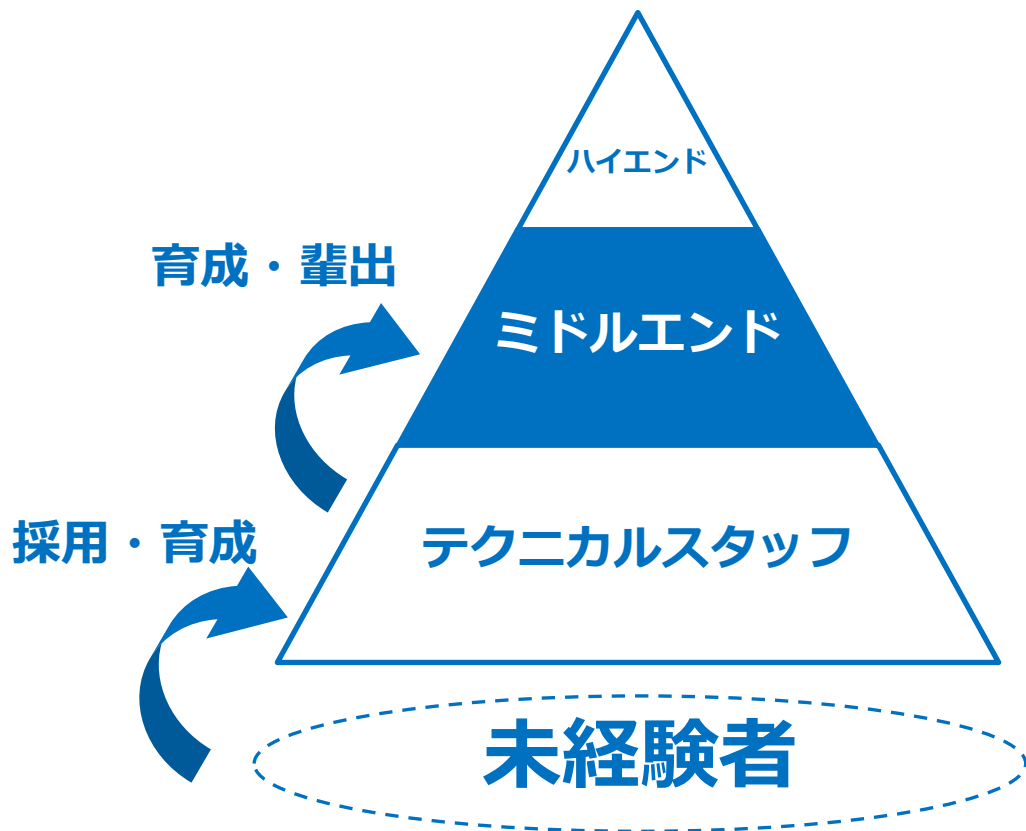 ハイエンド
育成・輩出
ミドルエンド
採用・育成
テクニカルスタッフ
未経験者